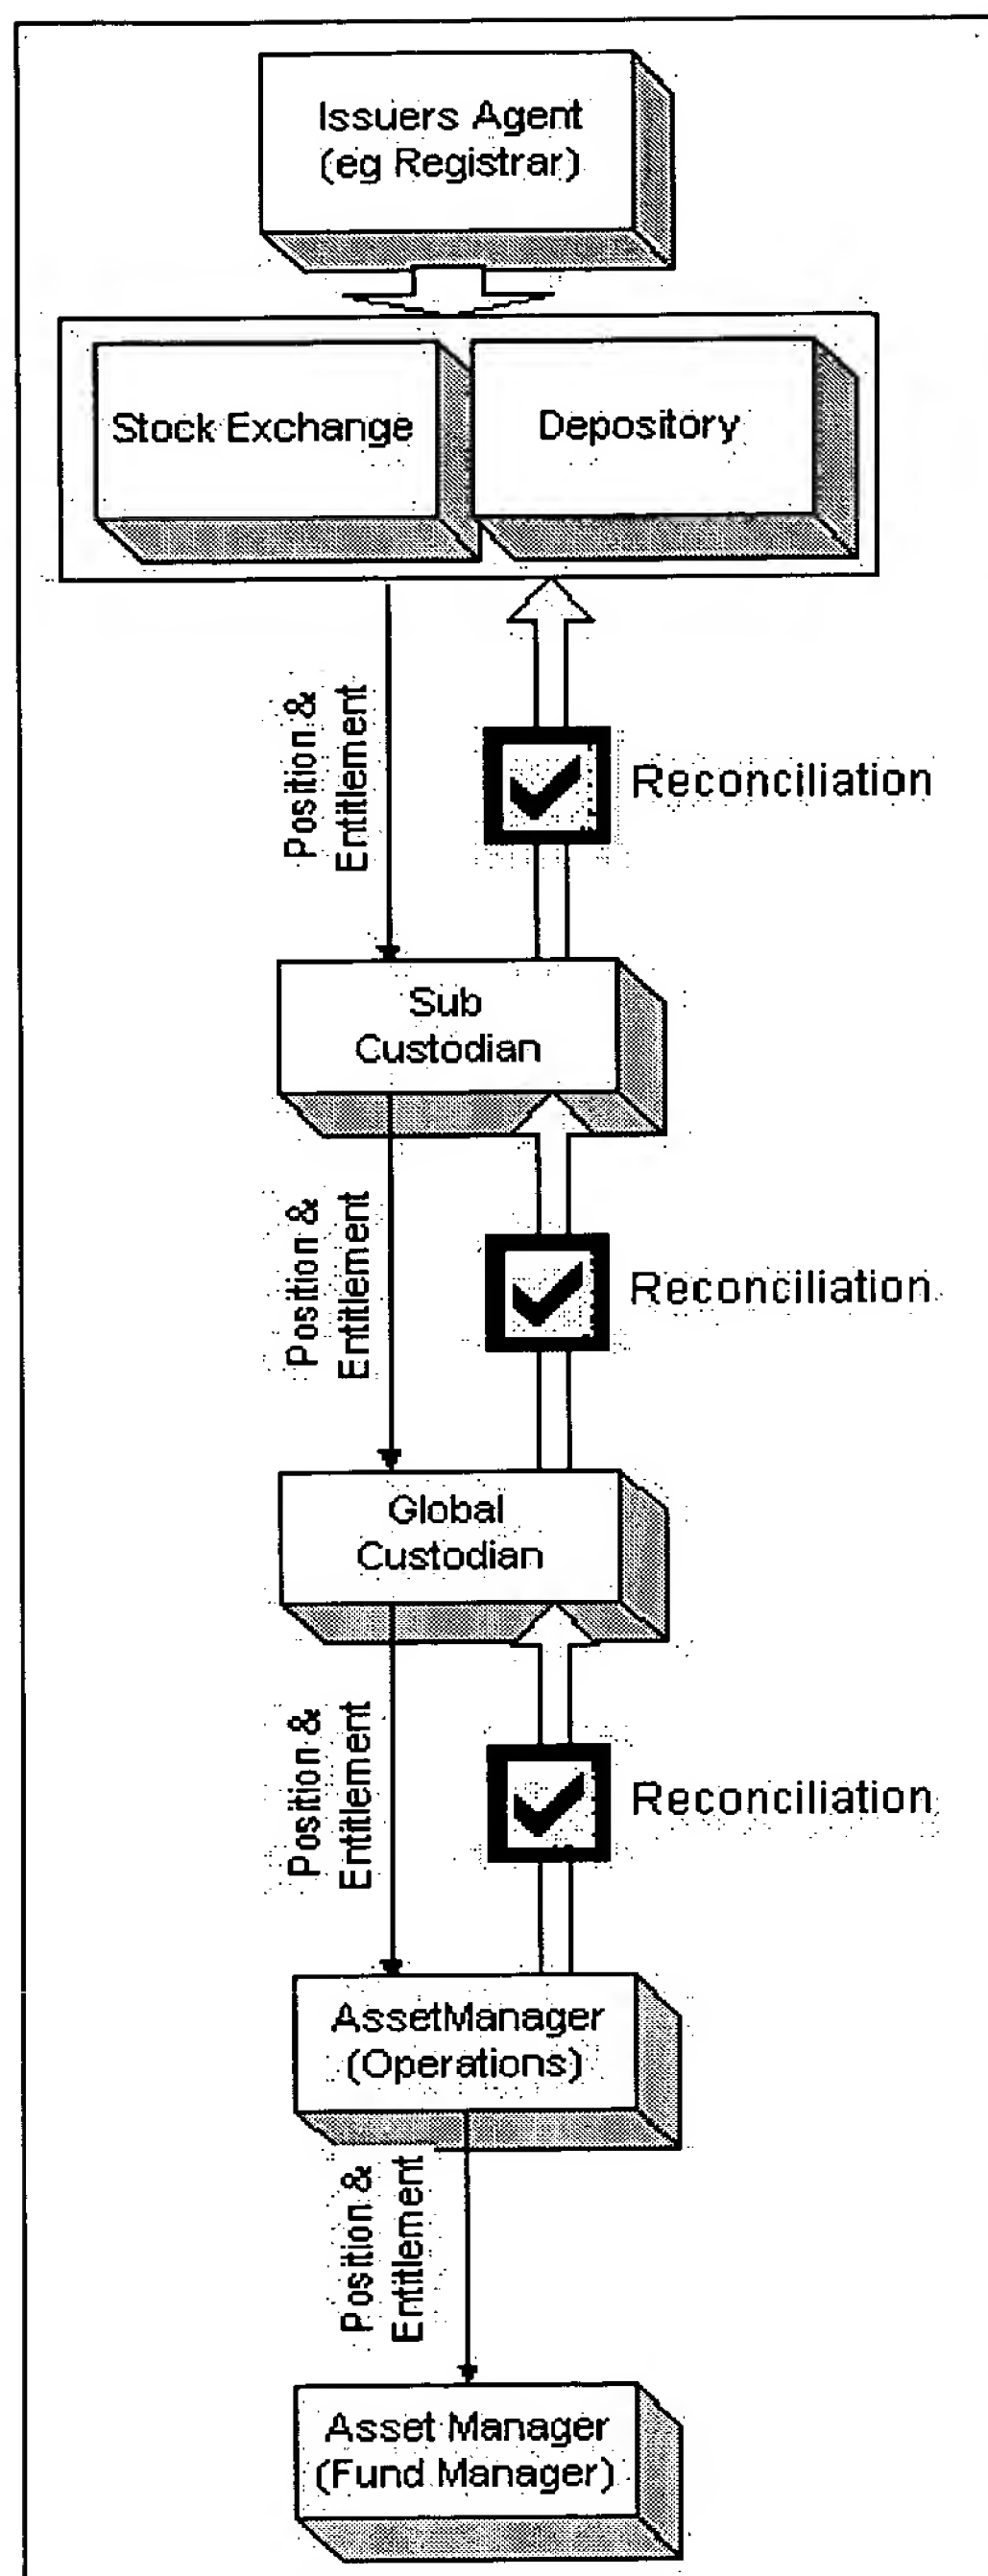 Issuers Agent
(eg Registrar)
Stock Exchange
Depository
Position &
Entitlement
Reconciliation
Sub
Custodian
Position &
Entitlement
Reconciliation
Global
Custodian
Position &
Entitlement
Reconciliation
AssetManager
(Operations)
Position &
Entitlement
Asset Manager
(Fund Manager)